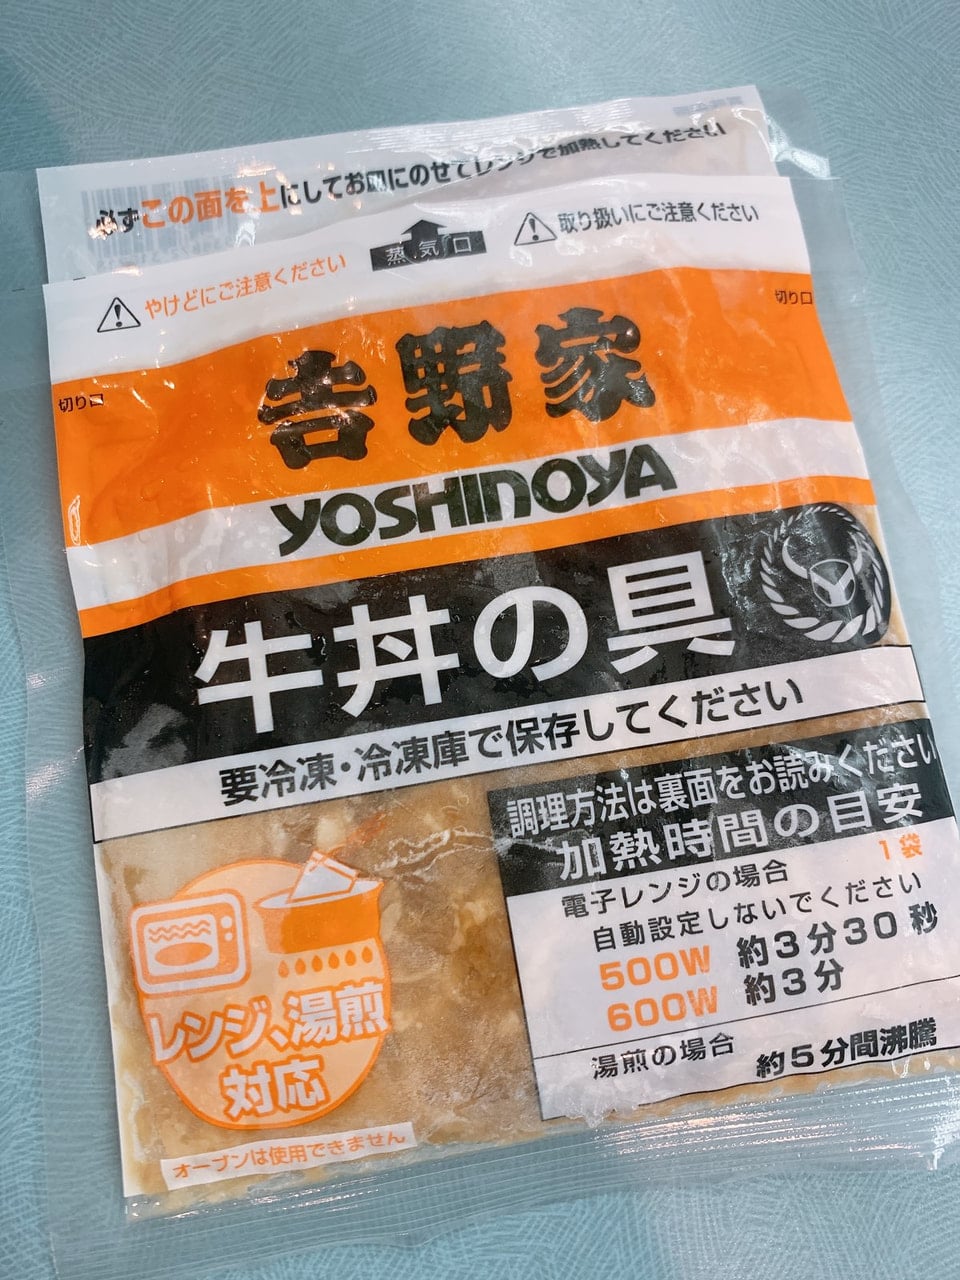 必ずこの面を上にしてお皿にのせてレンジで加熱してください
蒸気口
取り扱いにご注意ください
やけどにご注意ください
切り口
切り口
吉野家
YOSHINOYA
牛丼の具
要冷凍・冷凍庫で保存してください
調理方法は裏面をお読みください
加熱時間の目安
1袋
電子レンジの場合
自動設定しないでください
500W 約3分30秒
600W 約3分
湯煎の場合 約5分間沸騰
レンジ、湯煎
対応
オーブンは使用できません